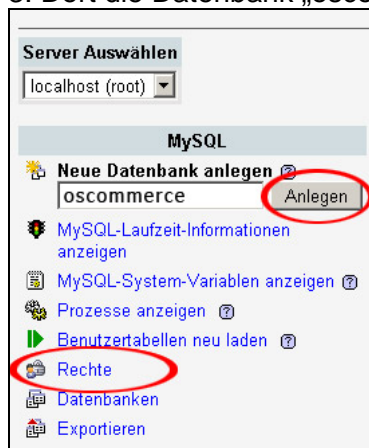 Server Auswählen
localhost (root)
MySQL
Neue Datenbank anlegen
oscommerce Anlegen
MySQL-Laufzeit-Informationen
anzeigen
MySQL-System-Variablen anzeigen
Prozesse anzeigen
Benutzertabellen neu laden
Rechte
Datenbanken
Exportieren